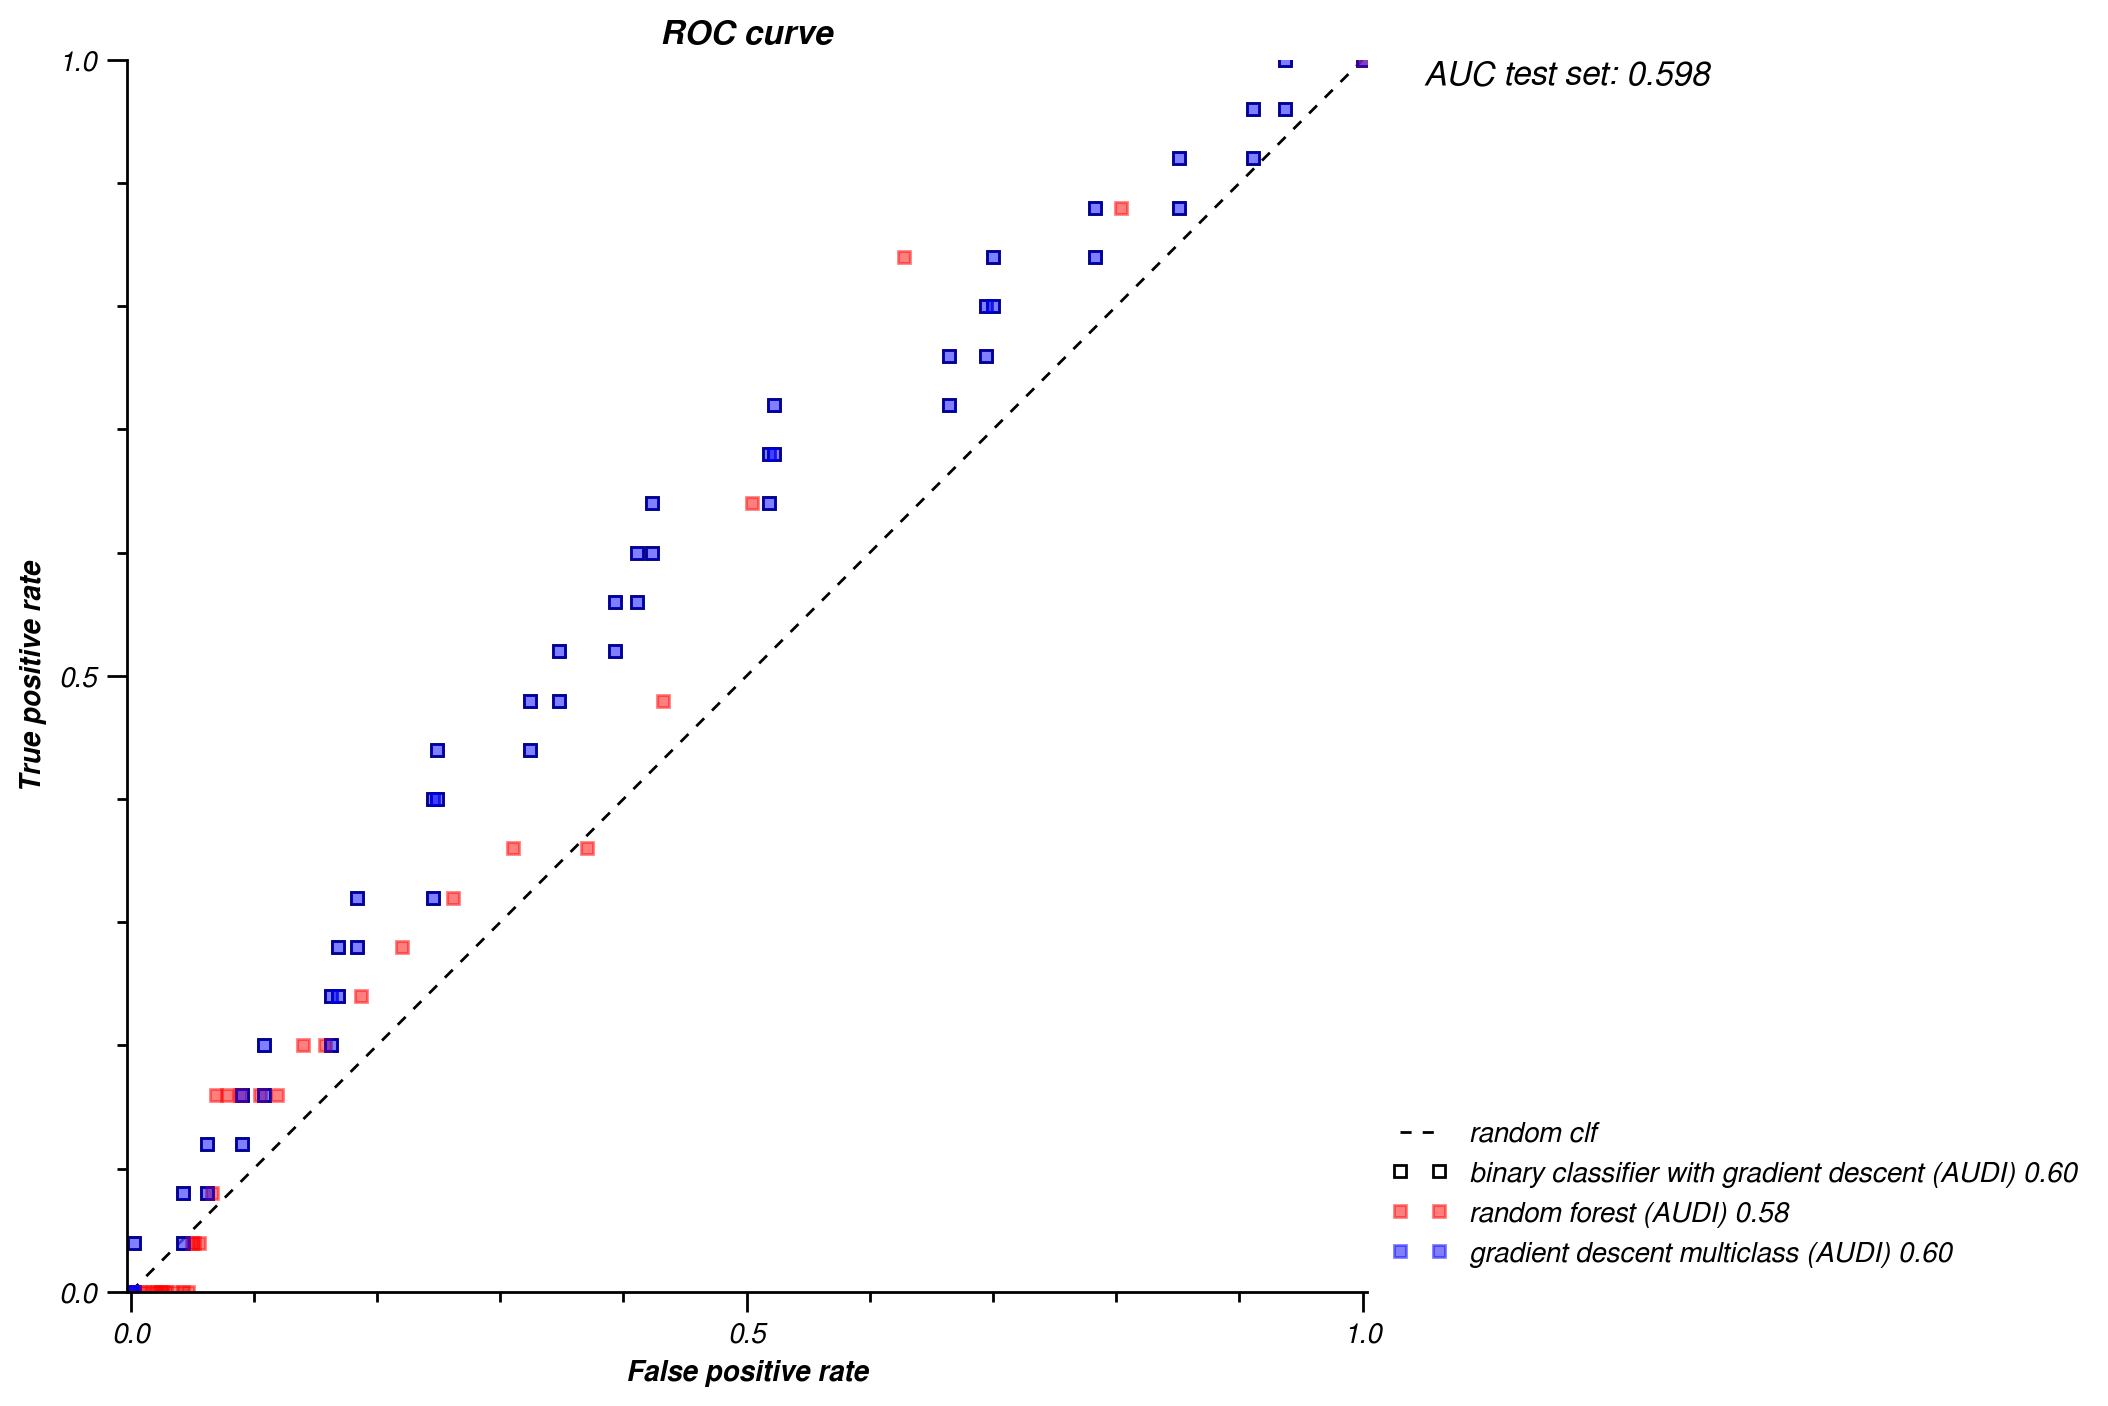 ROC curve
AUC test set: 0.598
1.0
0.5
0.0
True positive rate
0.0 0.5 1.0
False positive rate
random clf
binary classifier with gradient descent (AUDI) 0.60
random forest (AUDI) 0.58
gradient descent multiclass (AUDI) 0.60